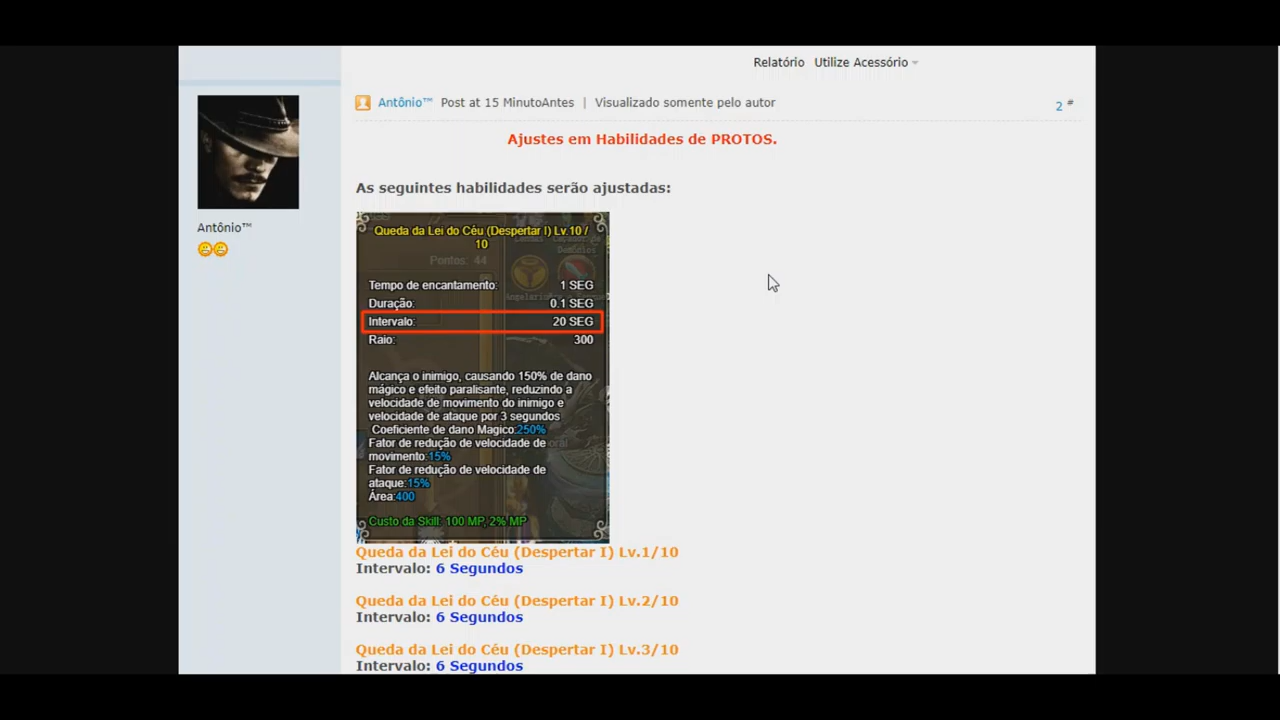 Relatório Utilize Acessório
Antônio™ Post at 15 MinutoAntes | Visualizado somente pelo autor
2 #
Ajustes em Habilidades de PROTOS.
Antônio™
As seguintes habilidades serão ajustadas:
Queda da Lei do Céu (Despertar I) Lv.10 /
10
Pontos: 44
Tempo de encantamento: 1 SEG
Duração: 0.1 SEG
Intervalo: 20 SEG
Raio: 300
Alcança o inimigo, causando 150% de dano
mágico e efeito paralisante, reduzindo a
velocidade de movimento do inimigo e
velocidade de ataque por 3 segundos
Coeficiente de dano Magico:250%
Fator de redução de velocidade de
movimento:15%
Fator de redução de velocidade de
ataque:15%
Área:400
Custo da Skill: 100 MP, 2% MP
Queda da Lei do Céu (Despertar I) Lv.1/10
Intervalo: 6 Segundos
Queda da Lei do Céu (Despertar I) Lv.2/10
Intervalo: 6 Segundos
Queda da Lei do Céu (Despertar I) Lv.3/10
Intervalo: 6 Segundos